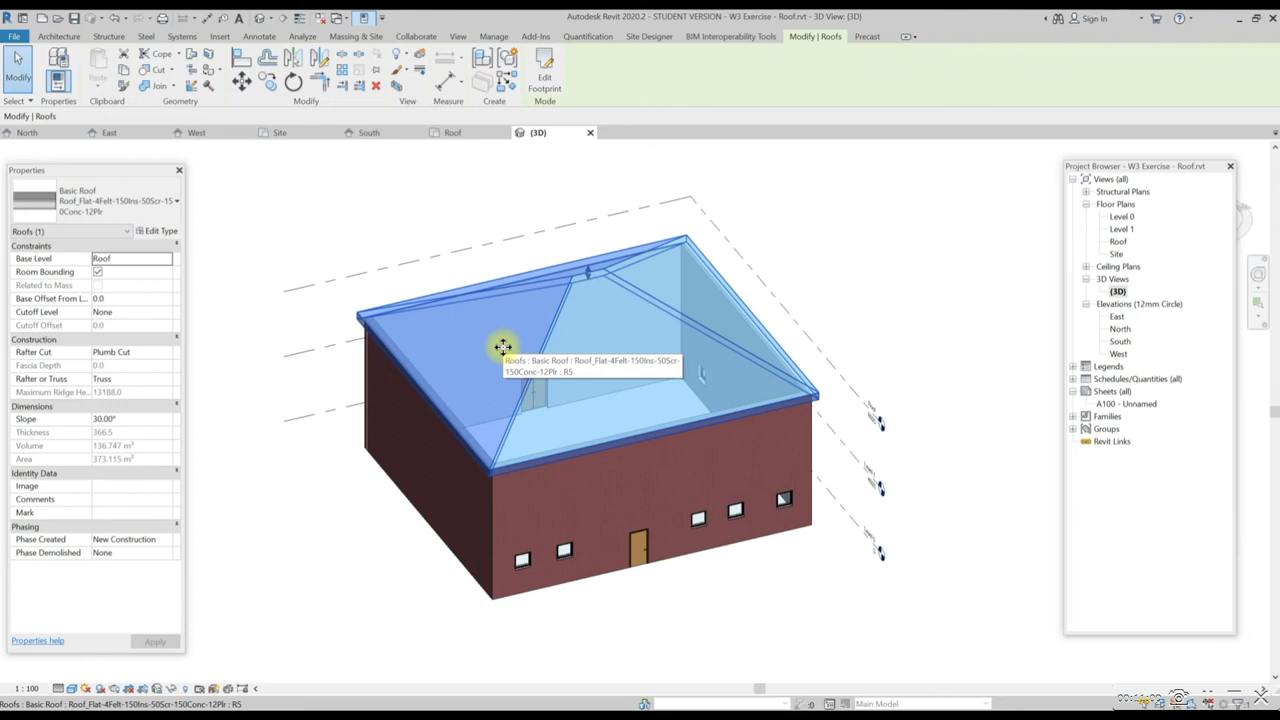 Autodesk Revit 2020.2 - STUDENT VERSION - W3 Exercise - Roof.rvt - 3D View: {3D}
Sign In
File Architecture Structure Steel Systems Insert Annotate Analyze Massing & Site Collaborate View Manage Add-Ins Quantification Site Designer BIM Interoperability Tools Modify | Roofs Precast
Cope
Cut
Join
Modify
Paste
Edit
Footprint
Select Properties Clipboard Geometry Modify View Measure Create Mode
Modify | Roofs
North East West Site South Roof {3D}
Properties
Basic Roof
Roof_Flat-4Felt-150Ins-50Scr-15
0Conc-12Plr
Roofs (1) Edit Type
Constraints
Base Level Roof
Room Bounding
Related to Mass
Base Offset From L... 0.0
Cutoff Level None
Cutoff Offset 0.0
Construction
Rafter Cut Plumb Cut
Fascia Depth 0.0
Rafter or Truss Truss
Maximum Ridge He... 13188.0
Dimensions
Slope 30.00°
Thickness 366.5
Volume 136.747 m³
Area 373.115 m²
Identity Data
Image
Comments
Mark
Phasing
Phase Created New Construction
Phase Demolished None
Properties help Apply
Roofs : Basic Roof : Roof_Flat-4Felt-150Ins-50Scr-
150Conc-12Plr : R5
Project Browser - W3 Exercise - Roof.rvt
Views (all)
Structural Plans
Floor Plans
Level 0
Level 1
Roof
Site
Ceiling Plans
3D Views
{3D}
Elevations (12mm Circle)
East
North
South
West
Legends
Schedules/Quantities (all)
Sheets (all)
A100 - Unnamed
Families
Groups
Revit Links
1 : 100
Roofs : Basic Roof : Roof_Flat-4Felt-150Ins-50Scr-150Conc-12Plr : R5
:0 Main Model